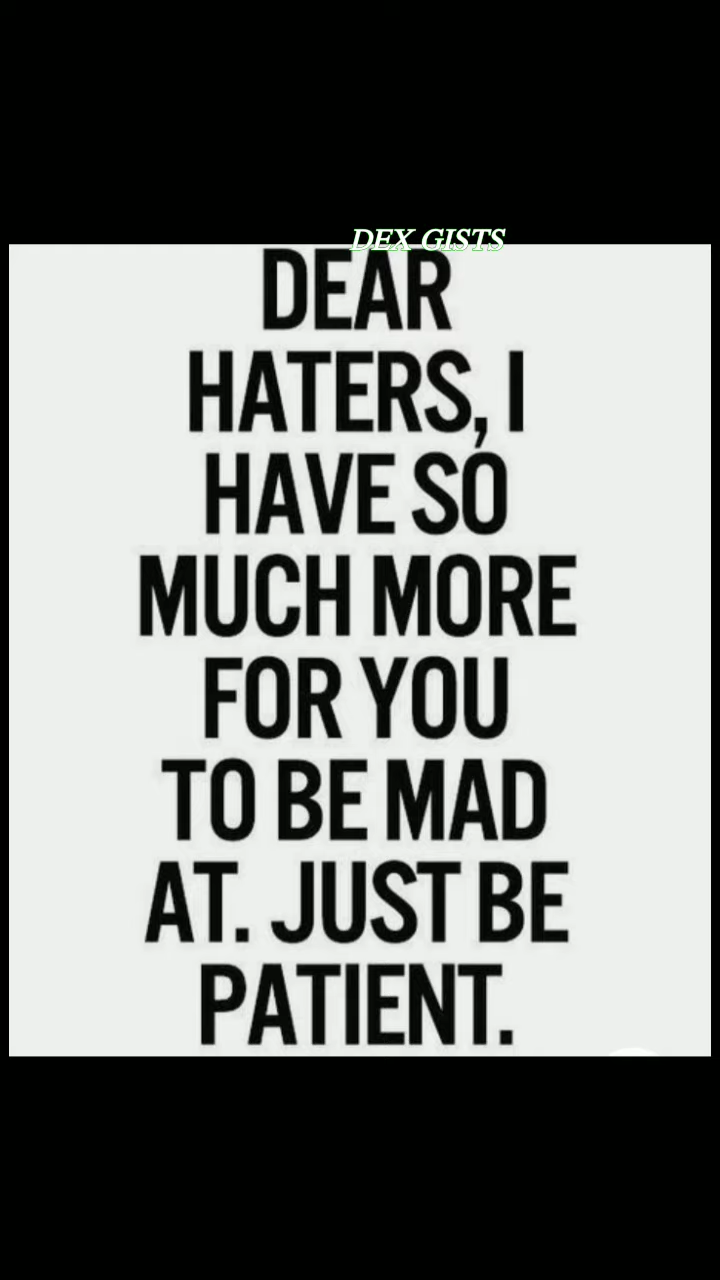 DEX GISTS
DEAR
HATERS, I
HAVE SO
MUCH MORE
FOR YOU
TO BE MAD
AT. JUST BE
PATIENT.